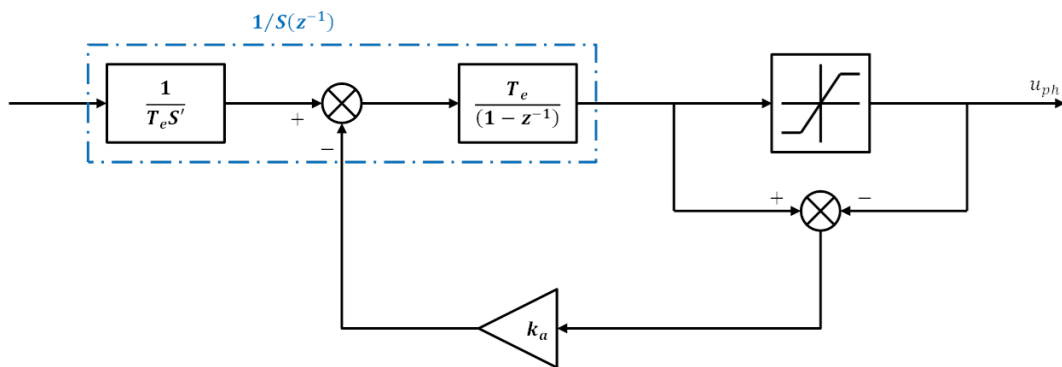 1/S(z⁻¹)
1
TₑS′
+
−
Tₑ
(1 − z⁻¹)
u_ph
+
−
kₐ